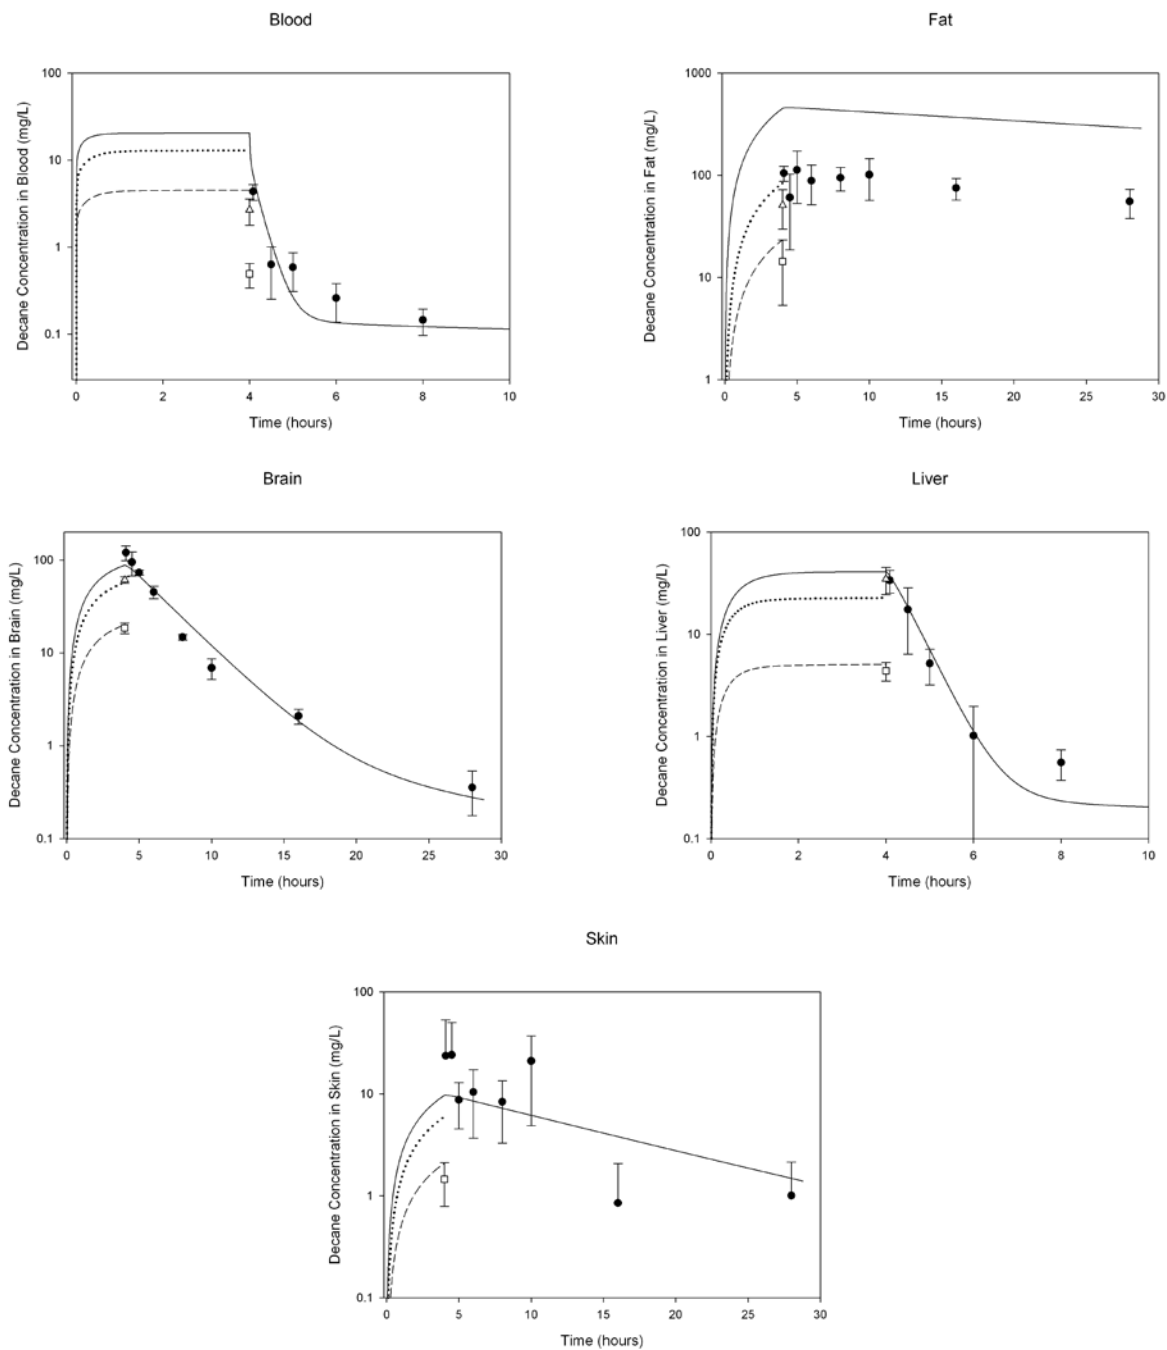 Blood
Decane Concentration in Blood (mg/L)
100
10
1
0.1
0 2 4 6 8 10
Time (hours)
Fat
Decane Concentration in Fat (mg/L)
1000
100
10
1
0 5 10 15 20 25 30
Time (hours)
Brain
Decane Concentration in Brain (mg/L)
100
10
1
0.1
0 5 10 15 20 25 30
Time (hours)
Liver
Decane Concentration in Liver (mg/L)
100
10
1
0.1
0 2 4 6 8 10
Time (hours)
Skin
Decane Concentration in Skin (mg/L)
100
10
1
0.1
0 5 10 15 20 25 30
Time (hours)